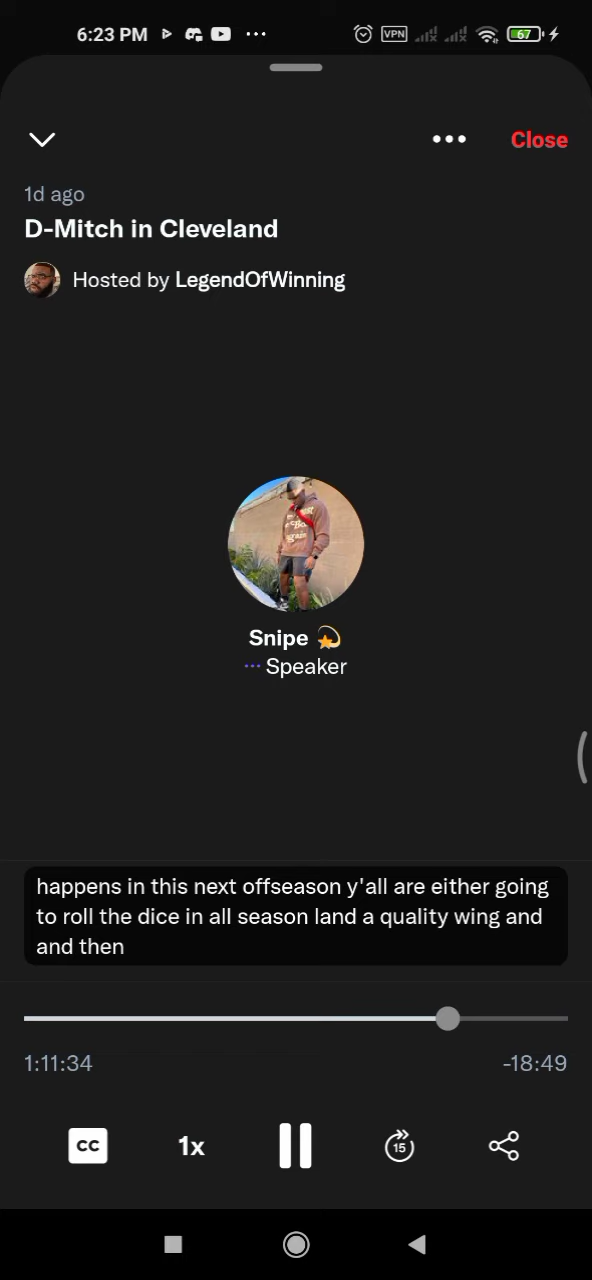 6:23 PM
VPN
67
Close
1d ago
D-Mitch in Cleveland
Hosted by LegendOfWinning
Snipe 💫
Speaker
happens in this next offseason y'all are either going
to roll the dice in all season land a quality wing and
and then
1:11:34
-18:49
CC
1x
15